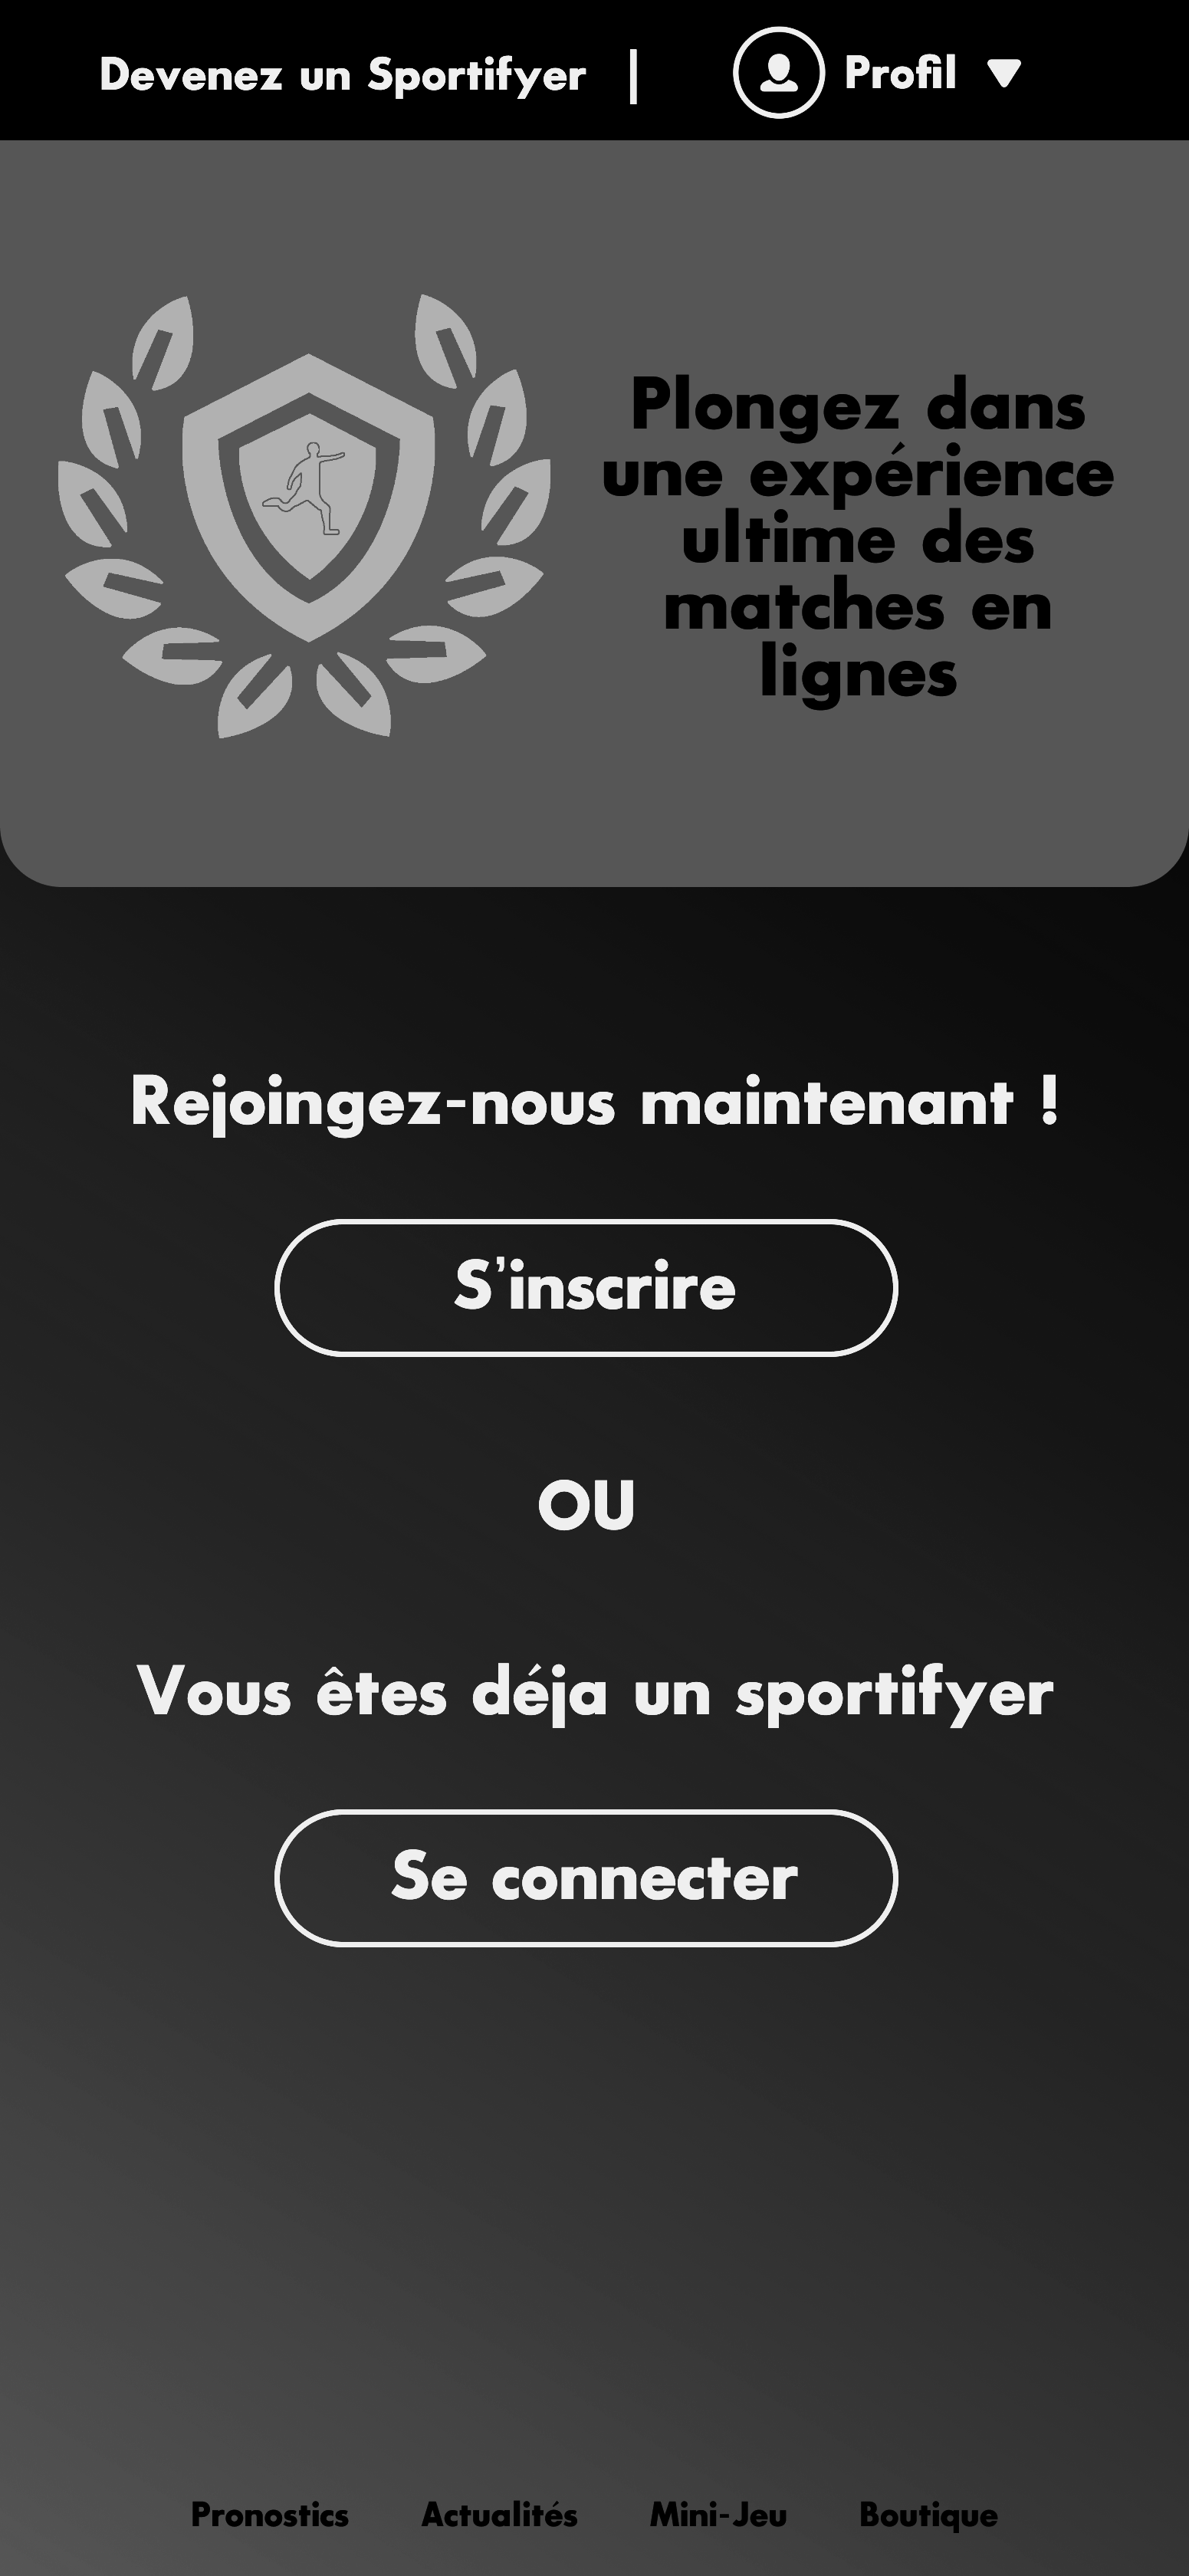 Devenez un Sportifyer | Profil
Plongez dans
une expérience
ultime des
matches en
lignes
Rejoingez-nous maintenant !
S'inscrire
OU
Vous êtes déja un sportifyer
Se connecter
Pronostics Actualités Mini-Jeu Boutique